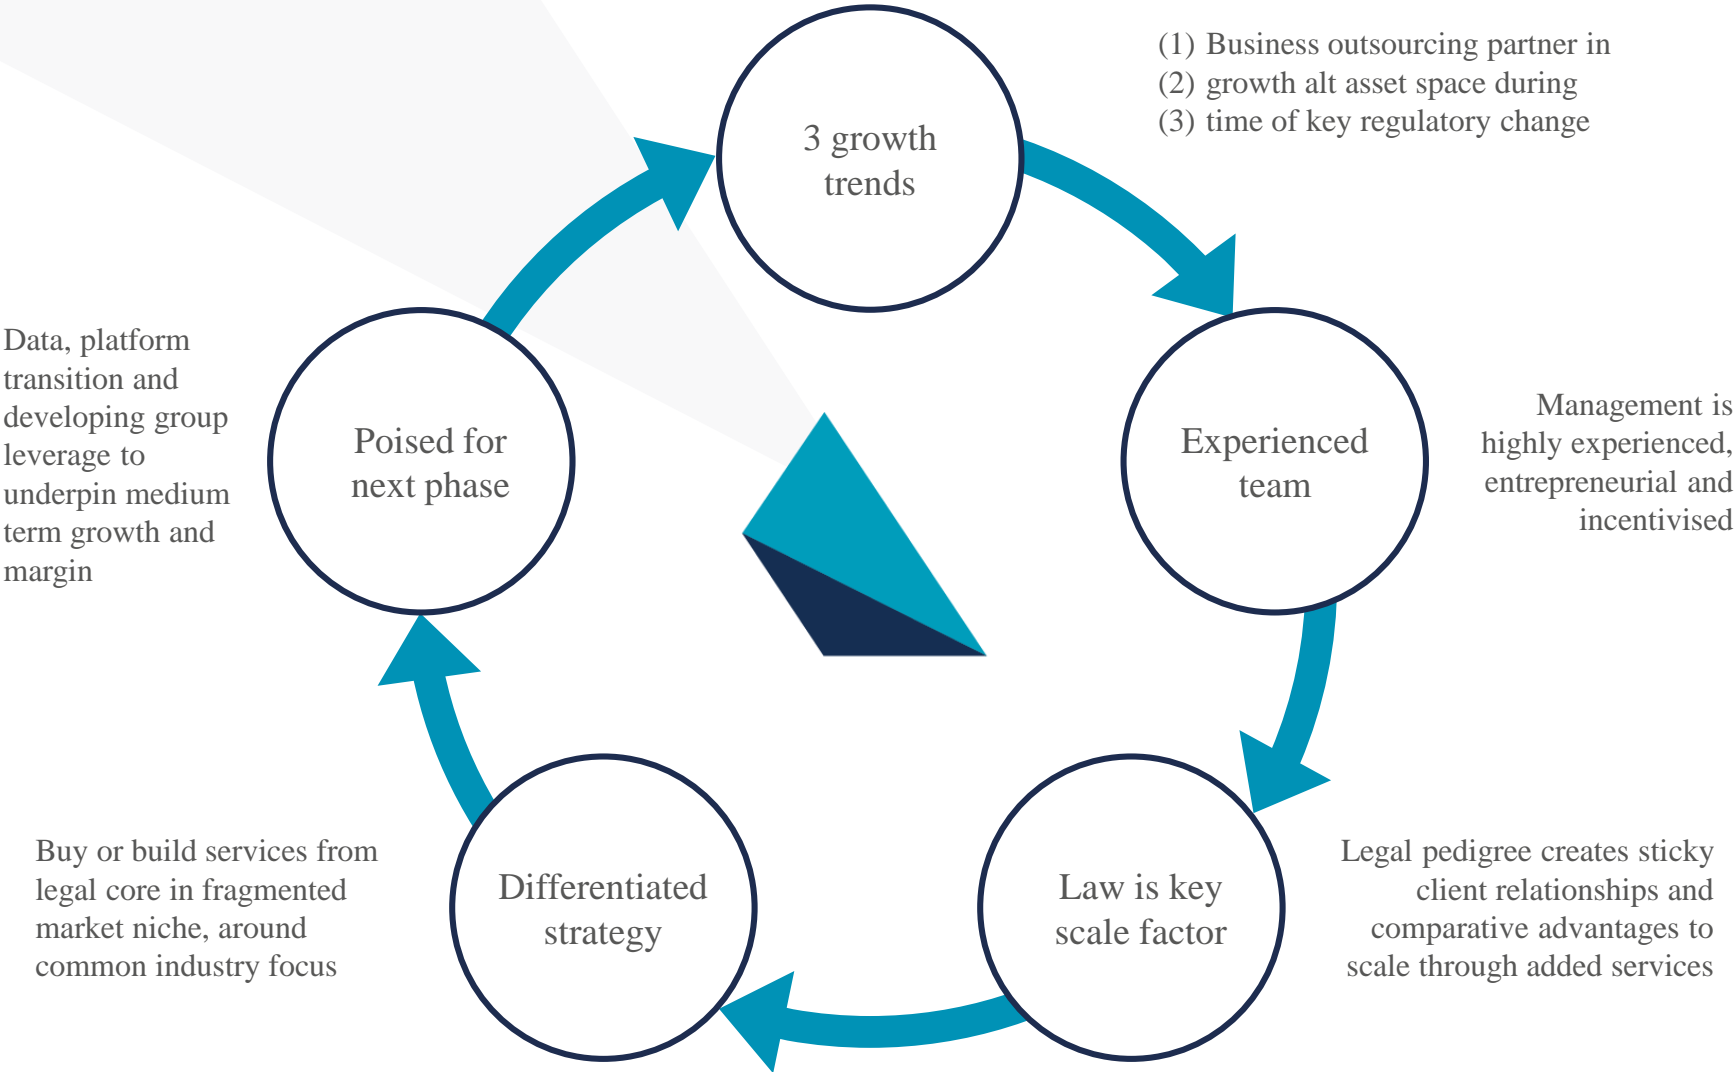 3 growth
trends
(1) Business outsourcing partner in
(2) growth alt asset space during
(3) time of key regulatory change
Experienced
team
Management is
highly experienced,
entrepreneurial and
incentivised
Law is key
scale factor
Legal pedigree creates sticky
client relationships and
comparative advantages to
scale through added services
Differentiated
strategy
Buy or build services from
legal core in fragmented
market niche, around
common industry focus
Poised for
next phase
Data, platform
transition and
developing group
leverage to
underpin medium
term growth and
margin